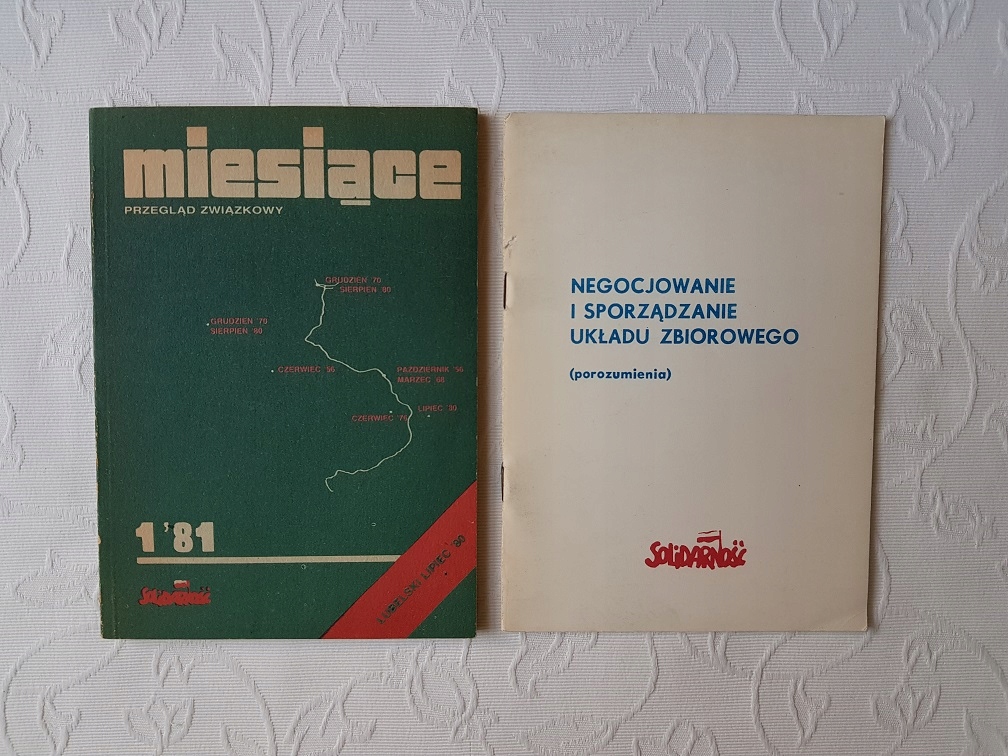 miesiące
PRZEGLĄD ZWIĄZKOWY
GRUDZIEŃ '70
SIERPIEŃ '80
GRUDZIEŃ '70
SIERPIEŃ '80
CZERWIEC '56
PAŹDZIERNIK '56
MARZEC '68
LIPIEC '80
CZERWIEC '76
1'81
SOLIDARNOŚĆ
LUBELSKI LIPIEC '80
NEGOCJOWANIE
I SPORZĄDZANIE
UKŁADU ZBIOROWEGO
(porozumienia)
SOLIDARNOŚĆ